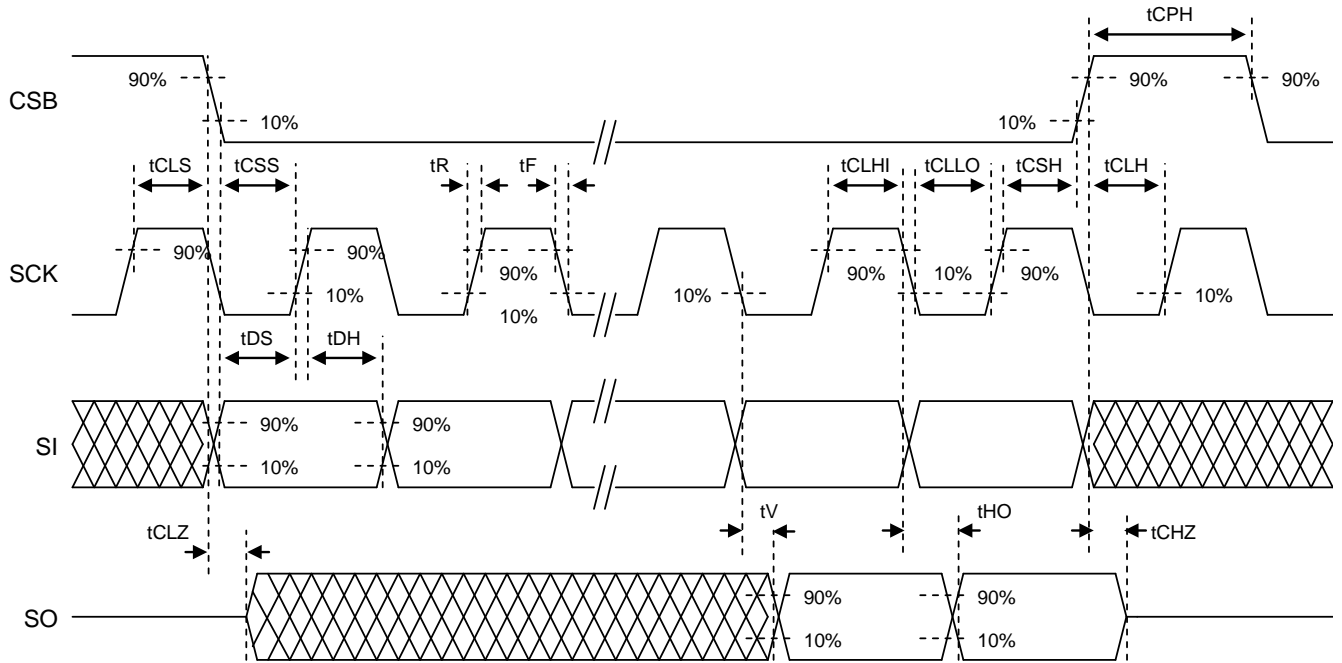 tCPH
90% 90% 90%
CSB
10% 10%
tCLS tCSS tR tF tCLHI tCLLO tCSH tCLH
90% 90% 90% 90% 10% 90%
SCK
10% 10% 10% 10%
tDS tDH
90% 90%
SI
10% 10%
tCLZ tV tHO tCHZ
90% 90%
SO
10% 10%